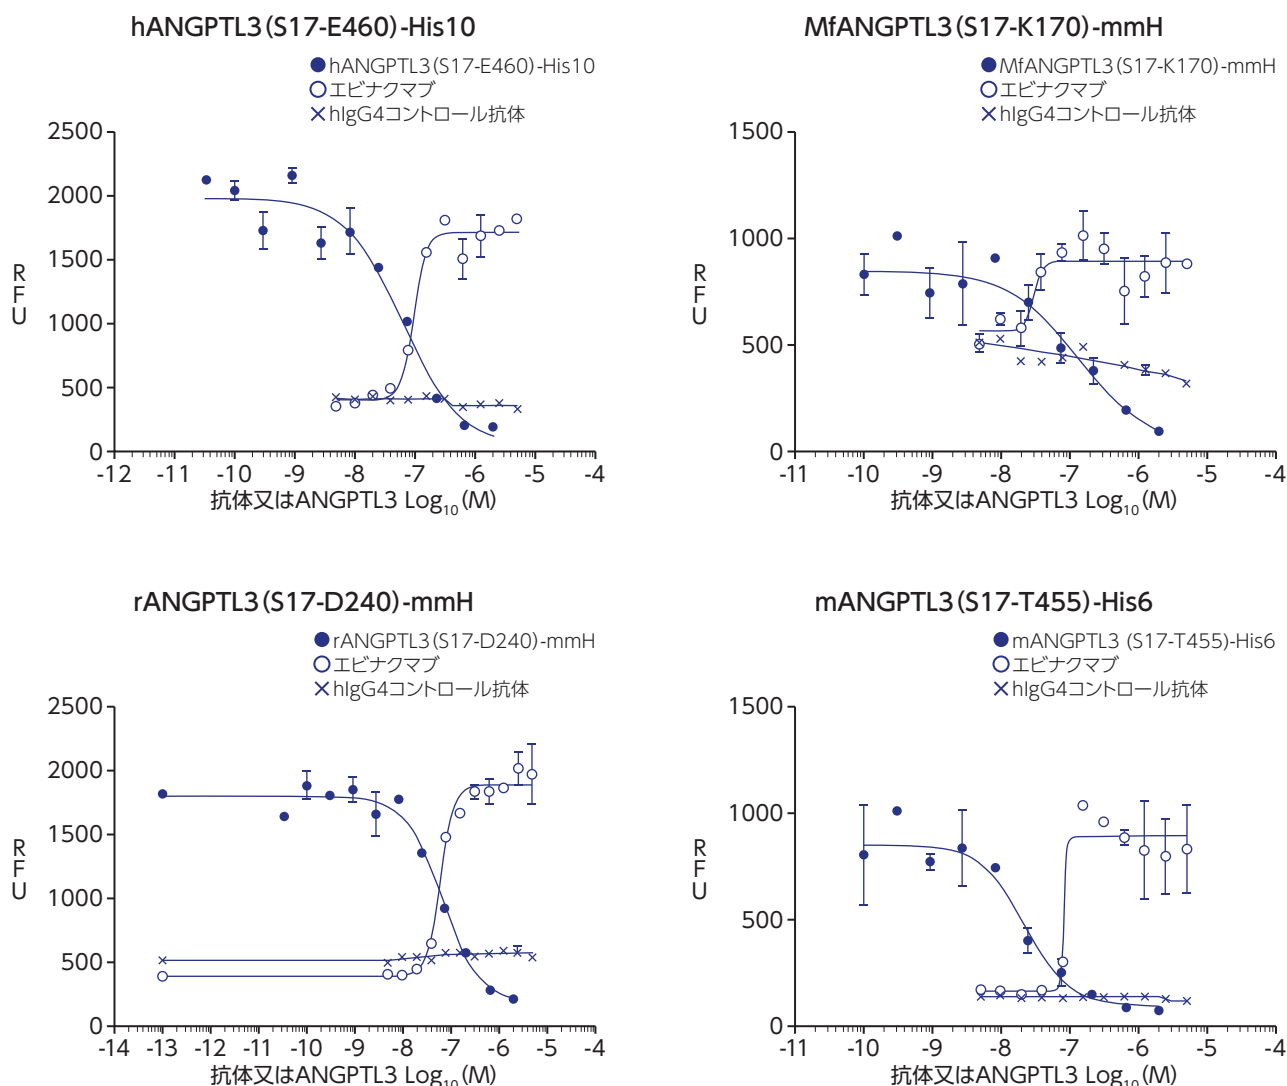 hANGPTL3(S17-E460)-His10
hANGPTL3(S17-E460)-His10
エビナクマブ
hIgG4コントロール抗体
2500
2000
1500
1000
500
0
RFU
-12 -11 -10 -9 -8 -7 -6 -5 -4
抗体又はANGPTL3 Log10(M)
MfANGPTL3(S17-K170)-mmH
MfANGPTL3(S17-K170)-mmH
エビナクマブ
hIgG4コントロール抗体
1500
1000
500
0
RFU
-11 -10 -9 -8 -7 -6 -5 -4
抗体又はANGPTL3 Log10(M)
rANGPTL3(S17-D240)-mmH
rANGPTL3(S17-D240)-mmH
エビナクマブ
hIgG4コントロール抗体
2500
2000
1500
1000
500
0
RFU
-14 -13 -12 -11 -10 -9 -8 -7 -6 -5 -4
抗体又はANGPTL3 Log10(M)
mANGPTL3(S17-T455)-His6
mANGPTL3 (S17-T455)-His6
エビナクマブ
hIgG4コントロール抗体
1500
1000
500
0
RFU
-11 -10 -9 -8 -7 -6 -5 -4
抗体又はANGPTL3 Log10(M)